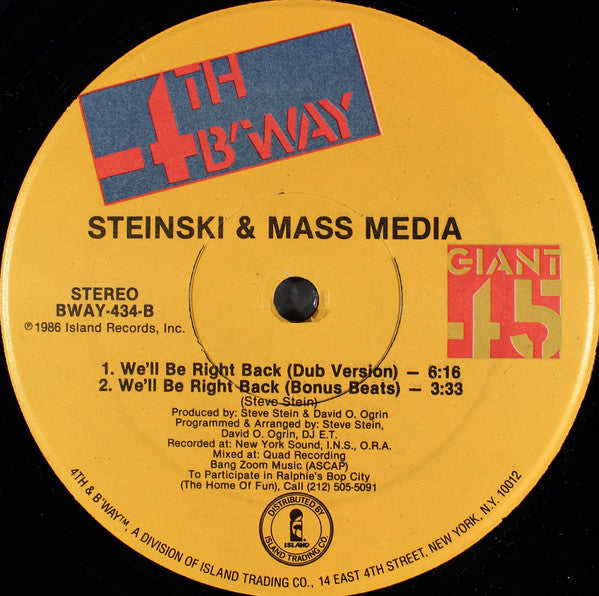 4TH
B'WAY
STEINSKI & MASS MEDIA
GIANT
45
STEREO
BWAY-434-B
℗1986 Island Records, Inc.
1. We'll Be Right Back (Dub Version) — 6:16
2. We'll Be Right Back (Bonus Beats) — 3:33
(Steve Stein)
Produced by: Steve Stein & David O. Ogrin
Programmed & Arranged by: Steve Stein,
David O. Ogrin, DJ E.T.
Recorded at: New York Sound, I.N.S., O.R.A.
Mixed at: Quad Recording
Bang Zoom Music (ASCAP)
To Participate in Ralphie's Bop City
(The Home Of Fun), Call (212) 505-5091
DISTRIBUTED BY
ISLAND
ISLAND TRADING CO.
4TH & B'WAY™, A DIVISION OF ISLAND TRADING CO., 14 EAST 4TH STREET, NEW YORK, N.Y. 10012